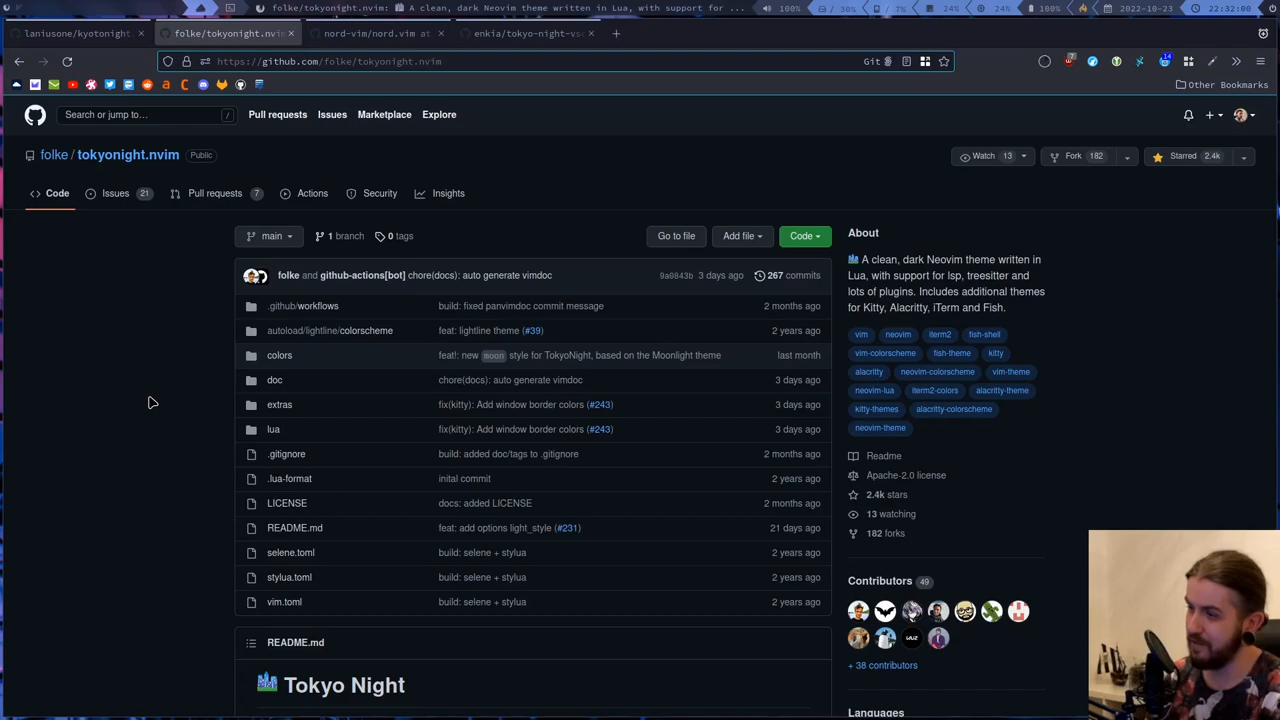 folke/tokyonight.nvim: A clean, dark Neovim theme written in Lua, with support for ...
100%
30%
7%
24%
24%
100%
2022-10-23
22:32:00
laniusone/kyotonight
folke/tokyonight.nvim
nord-vim/nord.vim at
enkia/tokyo-night-vsc
https://github.com/folke/tokyonight.nvim
Git
7
14
Other Bookmarks
Search or jump to...
/
Pull requests
Issues
Marketplace
Explore
folke / tokyonight.nvim
Public
Watch 13
Fork 182
Starred 2.4k
Code
Issues 21
Pull requests 7
Actions
Security
Insights
main
1 branch
0 tags
Go to file
Add file
Code
folke and github-actions[bot] chore(docs): auto generate vimdoc
9a0843b 3 days ago
267 commits
.github/workflows
build: fixed panvimdoc commit message
2 months ago
autoload/lightline/colorscheme
feat: lightline theme (#39)
2 years ago
colors
feat!: new moon style for TokyoNight, based on the Moonlight theme
last month
doc
chore(docs): auto generate vimdoc
3 days ago
extras
fix(kitty): Add window border colors (#243)
3 days ago
lua
fix(kitty): Add window border colors (#243)
3 days ago
.gitignore
build: added doc/tags to .gitignore
2 months ago
.lua-format
inital commit
2 years ago
LICENSE
docs: added LICENSE
2 months ago
README.md
feat: add options light_style (#231)
21 days ago
selene.toml
build: selene + stylua
2 years ago
stylua.toml
build: selene + stylua
2 years ago
vim.toml
build: selene + stylua
2 years ago
README.md
Tokyo Night
About
A clean, dark Neovim theme written in
Lua, with support for lsp, treesitter and
lots of plugins. Includes additional themes
for Kitty, Alacritty, iTerm and Fish.
vim neovim iterm2 fish-shell
vim-colorscheme fish-theme kitty
alacritty neovim-colorscheme vim-theme
neovim-lua iterm2-colors alacritty-theme
kitty-themes alacritty-colorscheme
neovim-theme
Readme
Apache-2.0 license
2.4k stars
13 watching
182 forks
Contributors 49
+ 38 contributors
Languages